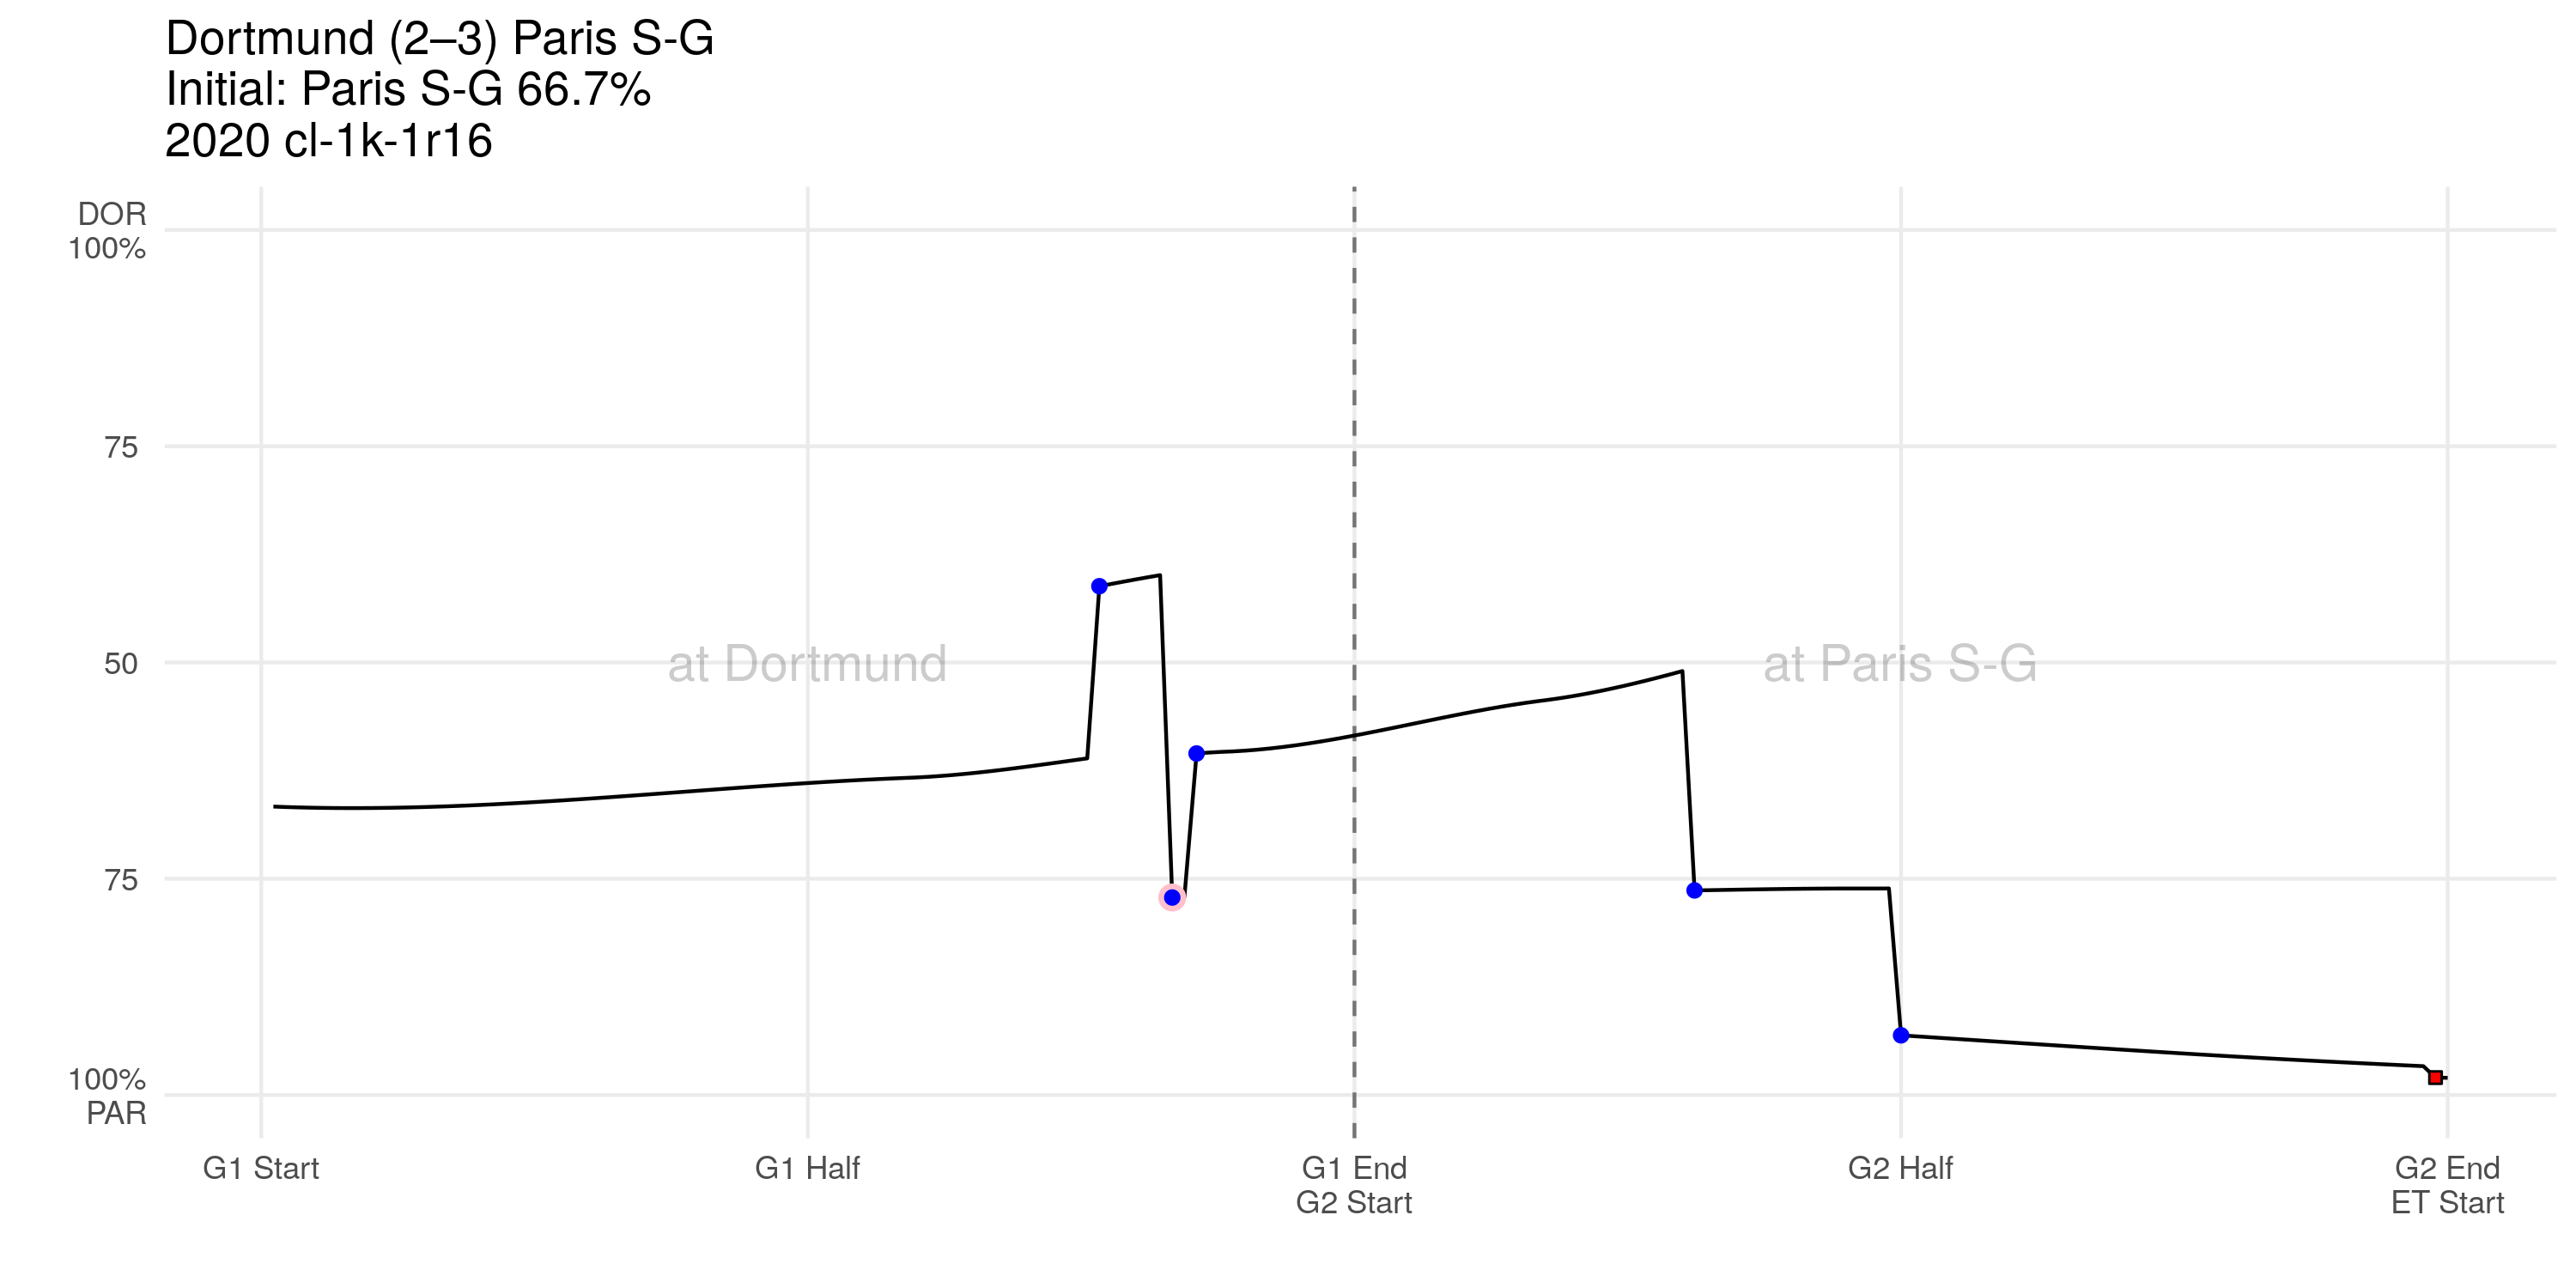 Dortmund (2–3) Paris S-G
Initial: Paris S-G 66.7%
2020 cl-1k-1r16
DOR
100%
75
50
75
100%
PAR
at Dortmund
at Paris S-G
G1 Start
G1 Half
G1 End
G2 Start
G2 Half
G2 End
ET Start